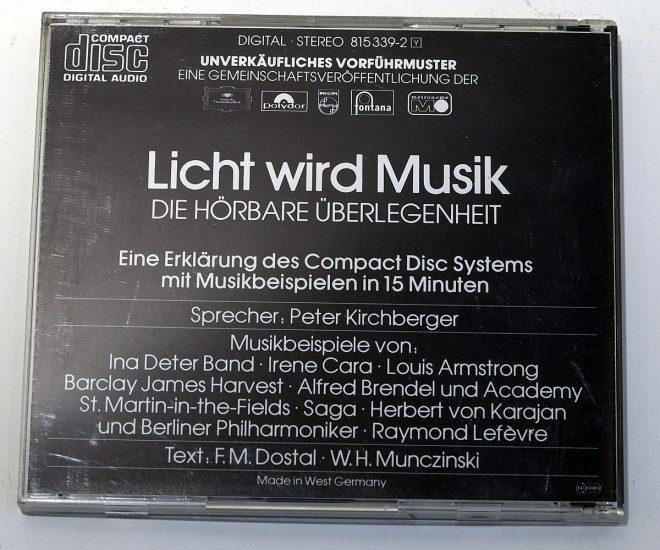 COMPACT
disc
DIGITAL AUDIO
DIGITAL · STEREO 815 339-2 Y
UNVERKÄUFLICHES VORFÜHRMUSTER
EINE GEMEINSCHAFTSVERÖFFENTLICHUNG DER
polydor PHILIPS fontana metronome
Licht wird Musik
DIE HÖRBARE ÜBERLEGENHEIT
Eine Erklärung des Compact Disc Systems
mit Musikbeispielen in 15 Minuten
Sprecher: Peter Kirchberger
Musikbeispiele von:
Ina Deter Band · Irene Cara · Louis Armstrong
Barclay James Harvest · Alfred Brendel und Academy
St. Martin-in-the-Fields · Saga · Herbert von Karajan
und Berliner Philharmoniker · Raymond Lefèvre
Text: F. M. Dostal · W. H. Munczinski
Made in West Germany